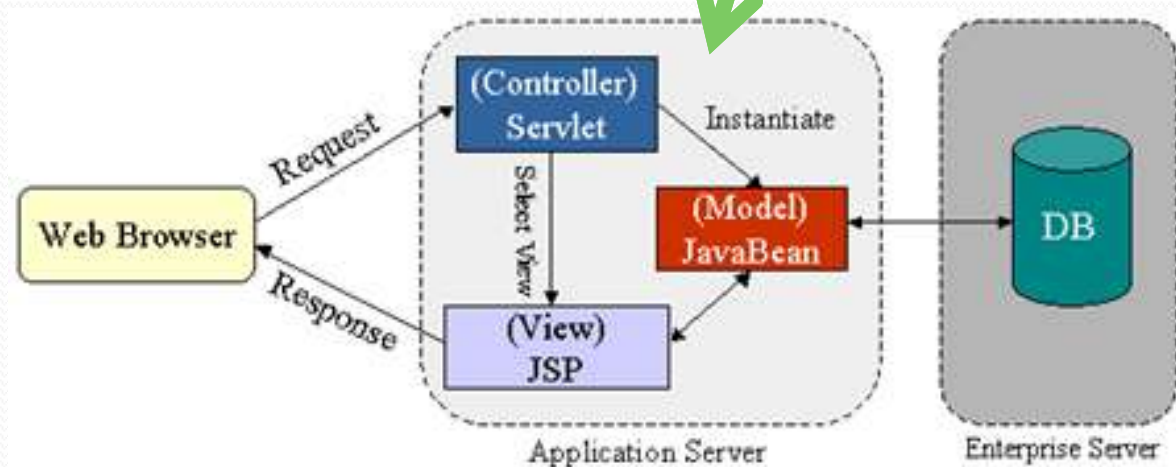 (Controller)
Servlet
Instantiate
Request
Select View
Web Browser
(Model)
JavaBean
DB
Response
(View)
JSP
Application Server
Enterprise Server